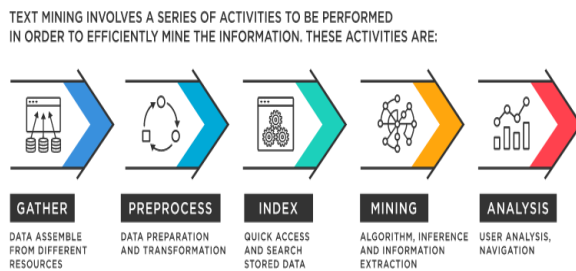 TEXT MINING INVOLVES A SERIES OF ACTIVITIES TO BE PERFORMED
IN ORDER TO EFFICIENTLY MINE THE INFORMATION. THESE ACTIVITIES ARE:
GATHER
DATA ASSEMBLE
FROM DIFFERENT
RESOURCES
PREPROCESS
DATA PREPARATION
AND TRANSFORMATION
INDEX
QUICK ACCESS
AND SEARCH
STORED DATA
MINING
ALGORITHM, INFERENCE
AND INFORMATION
EXTRACTION
ANALYSIS
USER ANALYSIS,
NAVIGATION